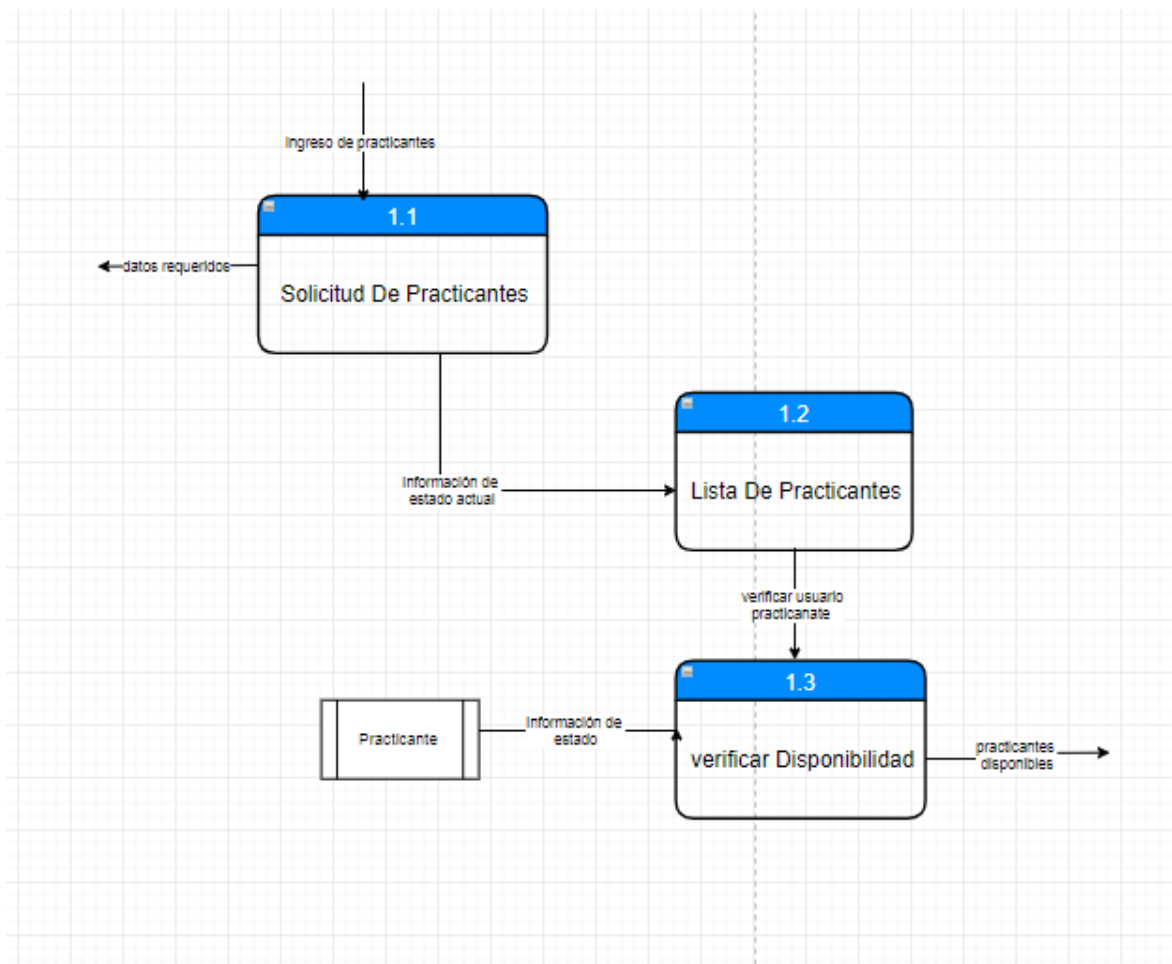 Ingreso de practicantes
1.1
datos requeridos
Solicitud De Practicantes
1.2
Información de
estado actual
Lista De Practicantes
verificar usuario
practicanate
1.3
Practicante
Información de
estado
verificar Disponibilidad
practicantes
disponibles